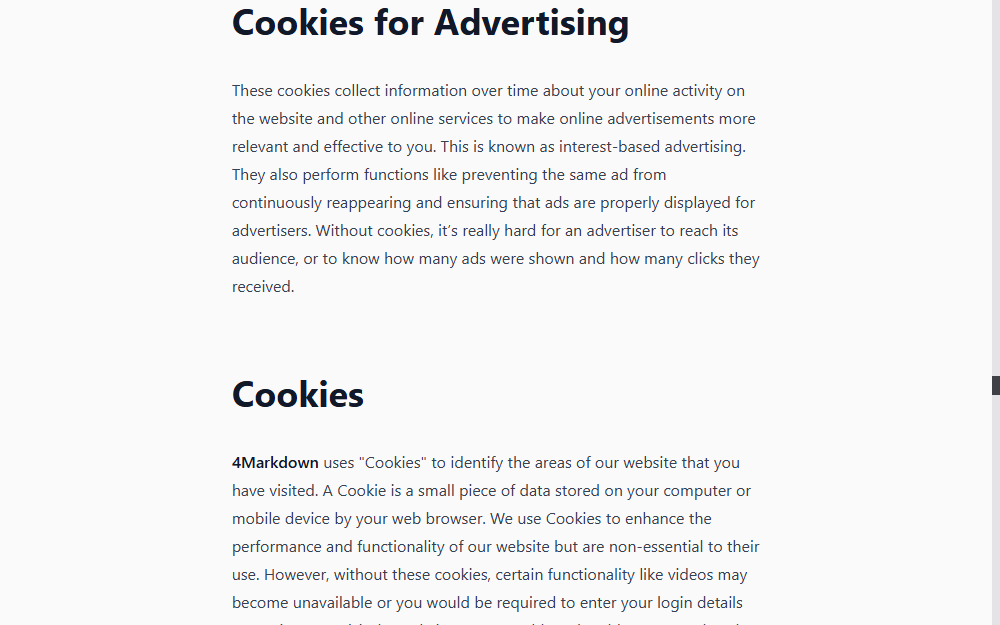 Cookies for Advertising
These cookies collect information over time about your online activity on
the website and other online services to make online advertisements more
relevant and effective to you. This is known as interest-based advertising.
They also perform functions like preventing the same ad from
continuously reappearing and ensuring that ads are properly displayed for
advertisers. Without cookies, it’s really hard for an advertiser to reach its
audience, or to know how many ads were shown and how many clicks they
received.
Cookies
4Markdown uses "Cookies" to identify the areas of our website that you
have visited. A Cookie is a small piece of data stored on your computer or
mobile device by your web browser. We use Cookies to enhance the
performance and functionality of our website but are non-essential to their
use. However, without these cookies, certain functionality like videos may
become unavailable or you would be required to enter your login details